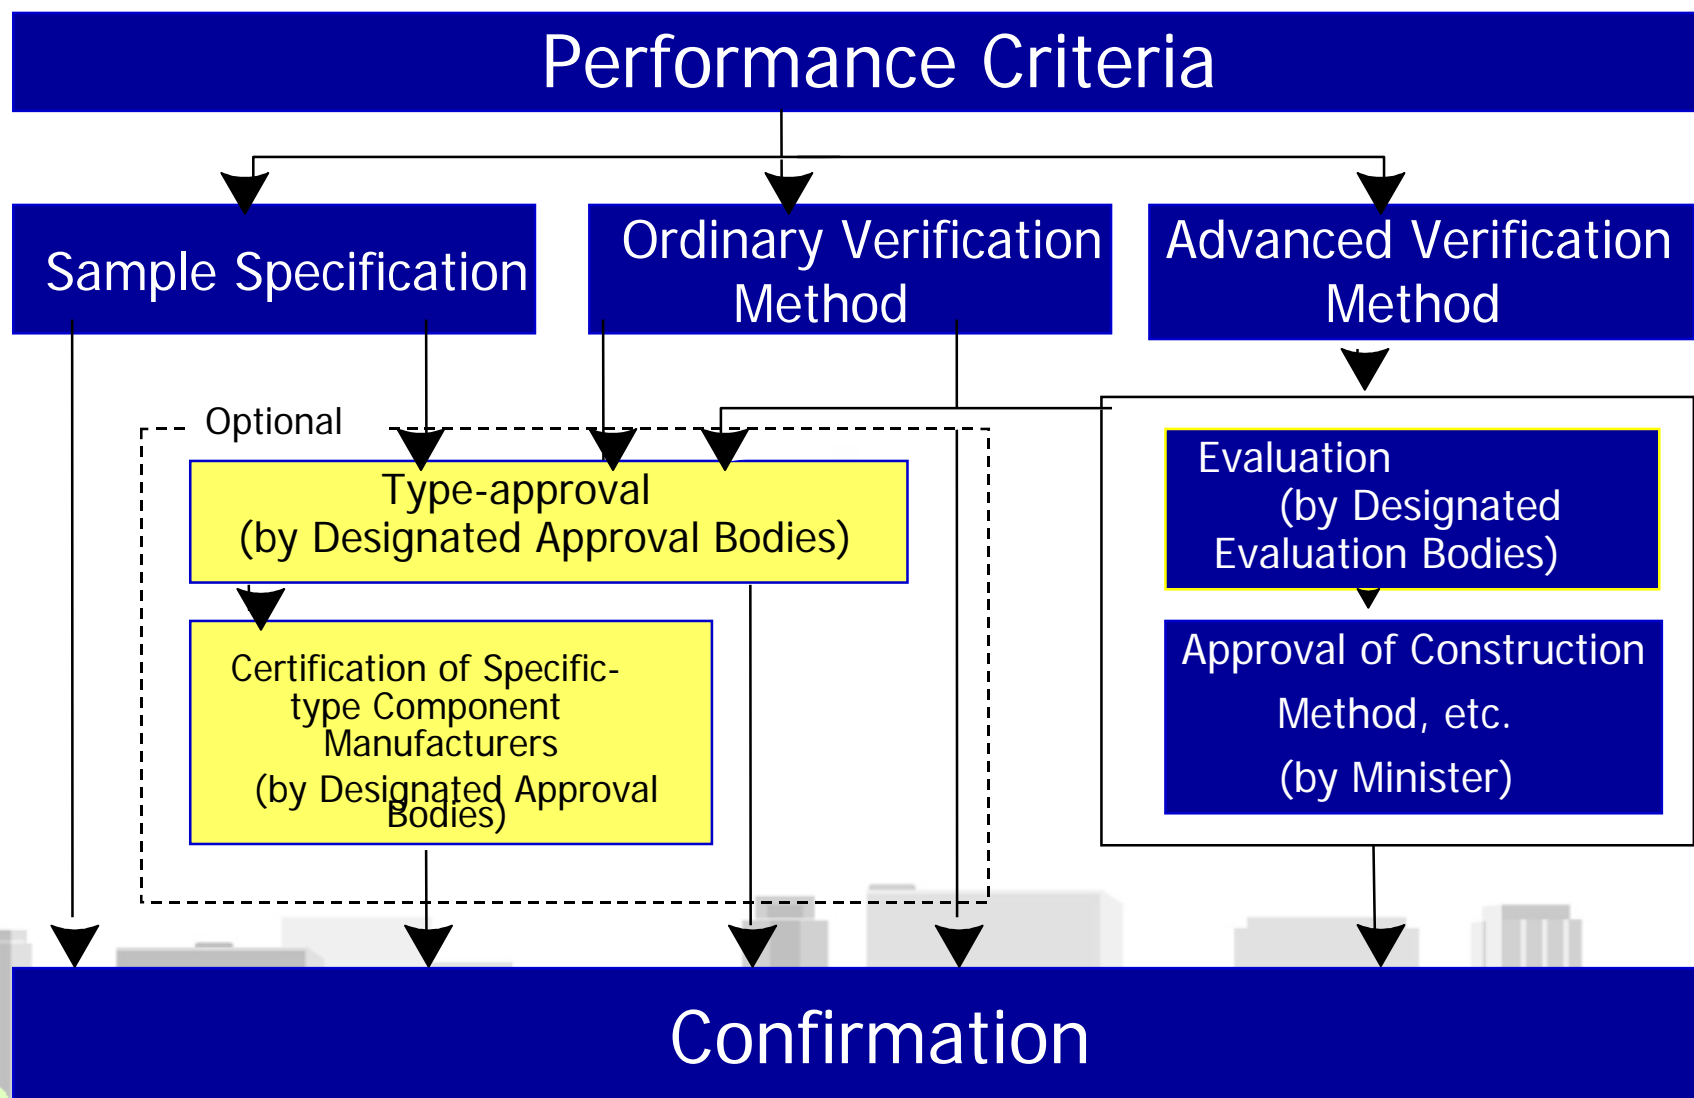 Performance Criteria
Sample Specification
Ordinary Verification
Method
Advanced Verification
Method
Optional
Type-approval
(by Designated Approval Bodies)
Certification of Specific-
type Component
Manufacturers
(by Designated Approval
Bodies)
Evaluation
(by Designated
Evaluation Bodies)
Approval of Construction
Method, etc.
(by Minister)
Confirmation